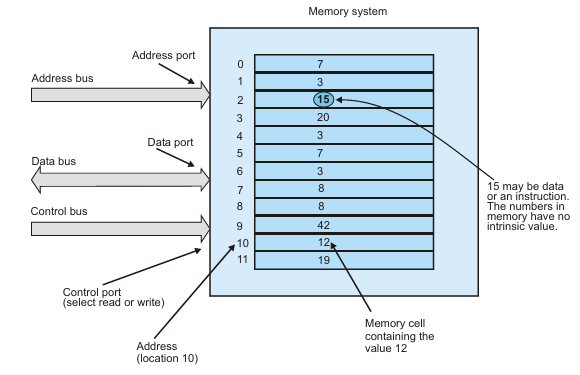 Memory system
Address port
Address bus
Data port
Data bus
Control bus
0 7
1 3
2 15
3 20
4 3
5 7
6 3
7 8
8 8
9 42
10 12
11 19
15 may be data
or an instruction.
The numbers in
memory have no
intrinsic value.
Control port
(select read or write)
Address
(location 10)
Memory cell
containing the
value 12